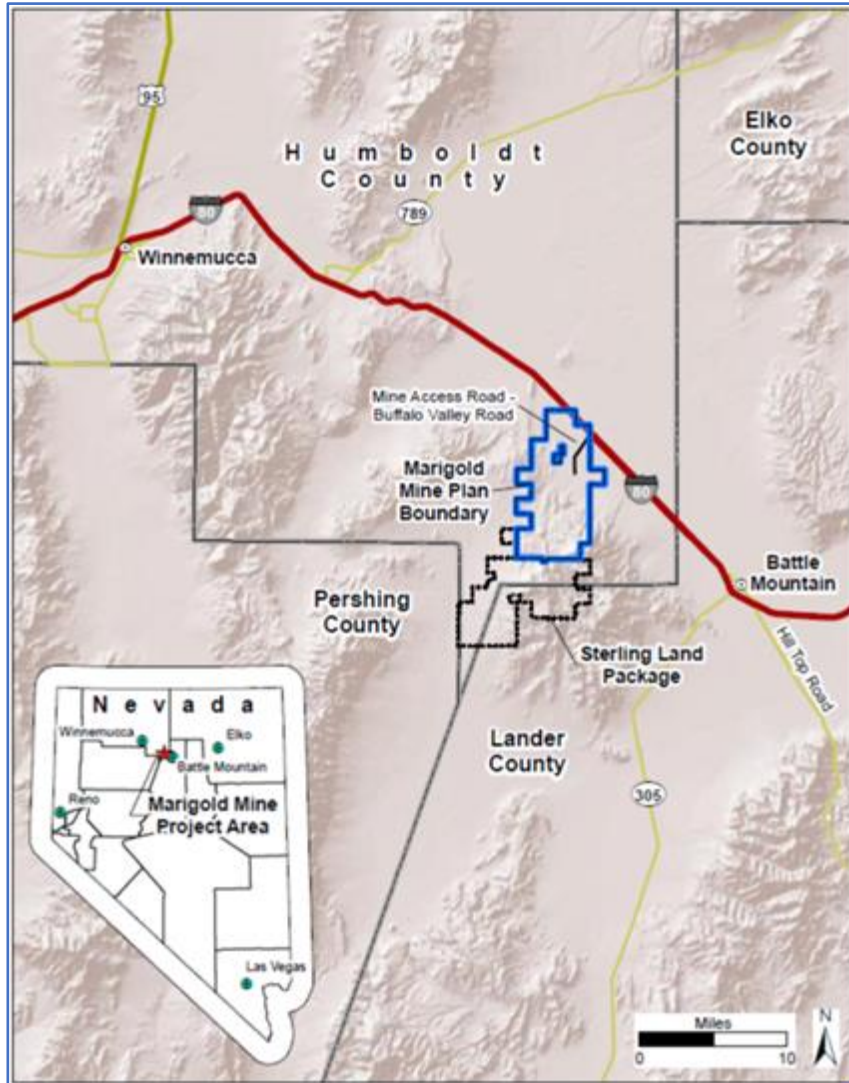 95
Elko
County
H u m b o l d t
C o u n t y
80
789
Winnemucca
Mine Access Road -
Buffalo Valley Road
Marigold
Mine Plan
Boundary
80
Battle
Mountain
Pershing
County
Sterling Land
Package
Hill Top Road
Lander
County
305
N e v a d a
Winnemucca
Elko
Battle Mountain
Reno
Marigold Mine
Project Area
Las Vegas
Miles
0 10
N